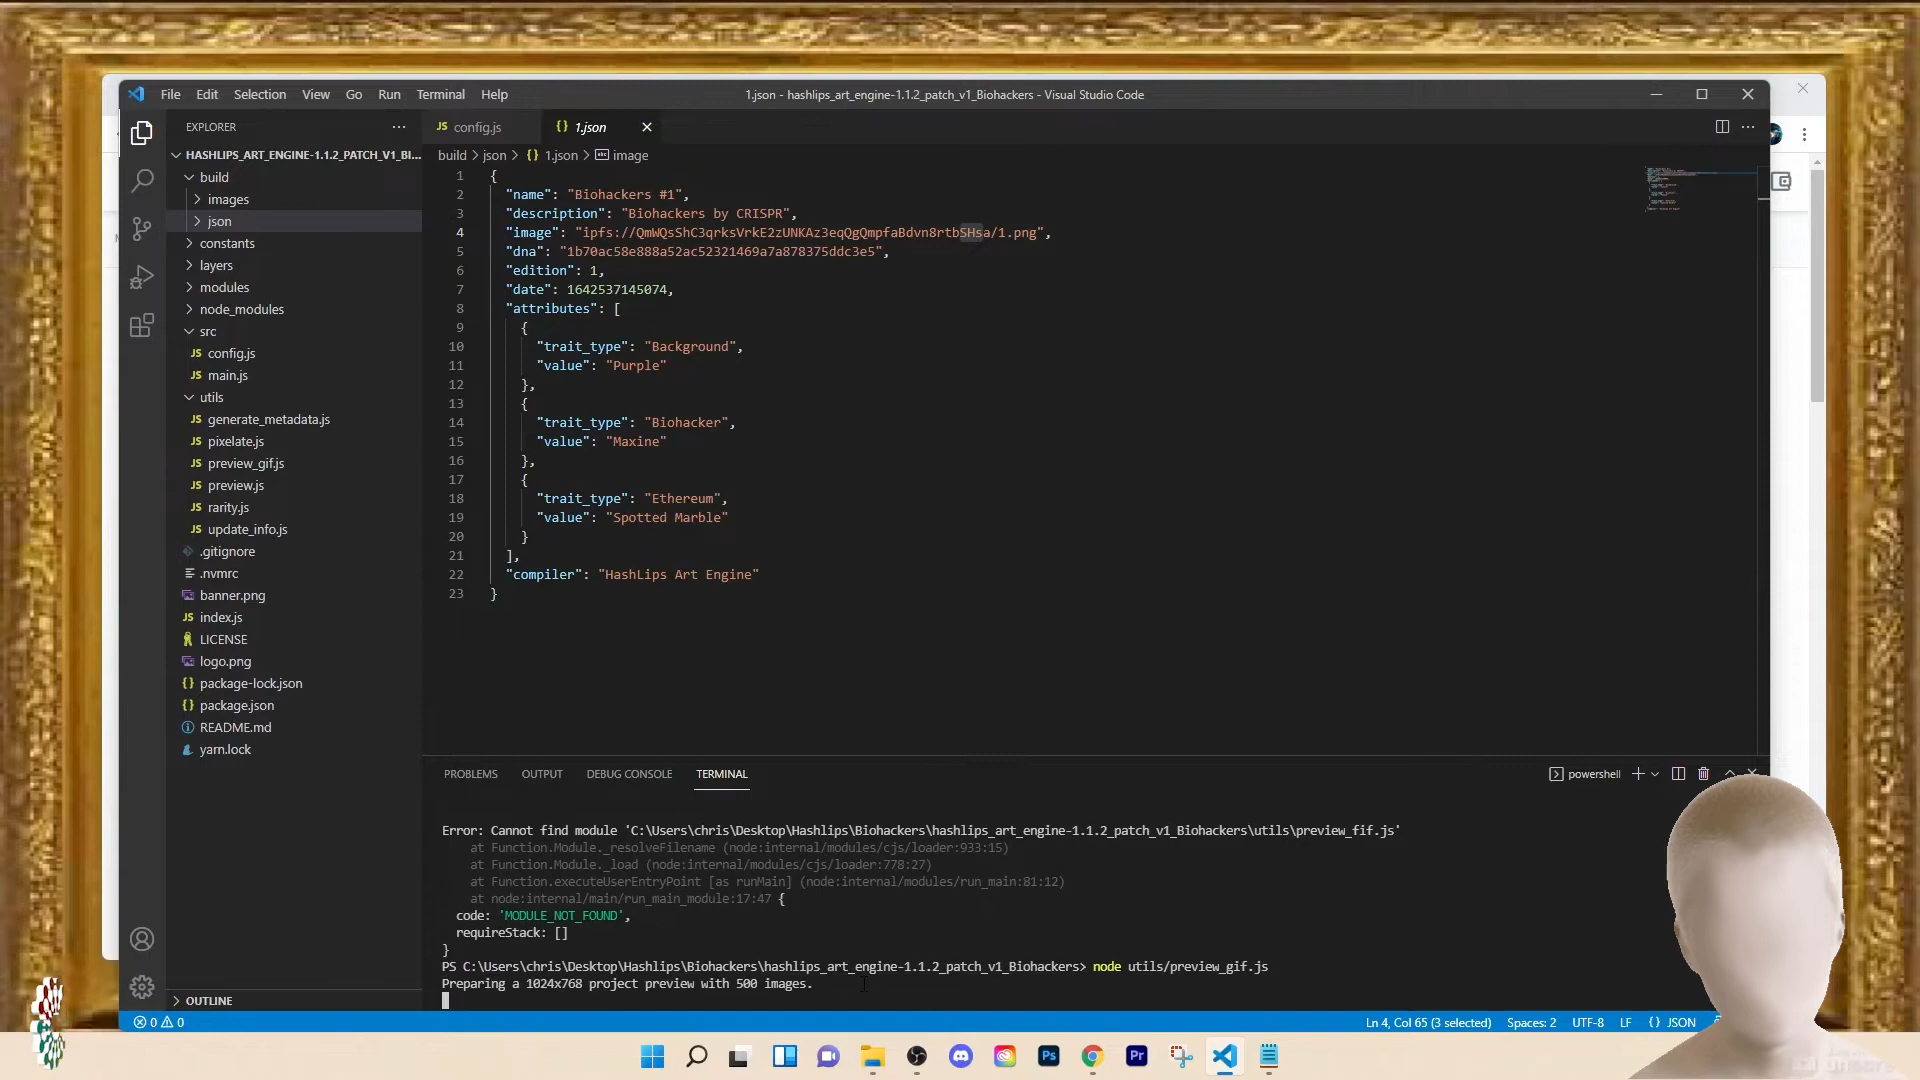 File Edit Selection View Go Run Terminal Help
1.json - hashlips_art_engine-1.1.2_patch_v1_Biohackers - Visual Studio Code
EXPLORER
JS config.js
{} 1.json
HASHLIPS_ART_ENGINE-1.1.2_PATCH_V1_BI...
build
images
json
constants
layers
modules
node_modules
src
JS config.js
JS main.js
utils
JS generate_metadata.js
JS pixelate.js
JS preview_gif.js
JS preview.js
JS rarity.js
JS update_info.js
.gitignore
.nvmrc
banner.png
JS index.js
LICENSE
logo.png
{} package-lock.json
{} package.json
README.md
yarn.lock
OUTLINE
build > json > {} 1.json > image
1 {
2 "name": "Biohackers #1",
3 "description": "Biohackers by CRISPR",
4 "image": "ipfs://QmWQsShC3qrksVrkE2zUNKAz3eqQgQmpfaBdvn8rtbSHsa/1.png",
5 "dna": "1b70ac58e888a52ac52321469a7a878375ddc3e5",
6 "edition": 1,
7 "date": 1642537145074,
8 "attributes": [
9 {
10 "trait_type": "Background",
11 "value": "Purple"
12 },
13 {
14 "trait_type": "Biohacker",
15 "value": "Maxine"
16 },
17 {
18 "trait_type": "Ethereum",
19 "value": "Spotted Marble"
20 }
21 ],
22 "compiler": "HashLips Art Engine"
23 }
PROBLEMS OUTPUT DEBUG CONSOLE TERMINAL
powershell
Error: Cannot find module 'C:\Users\chris\Desktop\Hashlips\Biohackers\hashlips_art_engine-1.1.2_patch_v1_Biohackers\utils\preview_fif.js'
at Function.Module._resolveFilename (node:internal/modules/cjs/loader:933:15)
at Function.Module._load (node:internal/modules/cjs/loader:778:27)
at Function.executeUserEntryPoint [as runMain] (node:internal/modules/run_main:81:12)
at node:internal/main/run_main_module:17:47 {
code: 'MODULE_NOT_FOUND',
requireStack: []
}
PS C:\Users\chris\Desktop\Hashlips\Biohackers\hashlips_art_engine-1.1.2_patch_v1_Biohackers> node utils/preview_gif.js
Preparing a 1024x768 project preview with 500 images.
0 0
Ln 4, Col 65 (3 selected) Spaces: 2 UTF-8 LF {} JSON
Ps
Pr